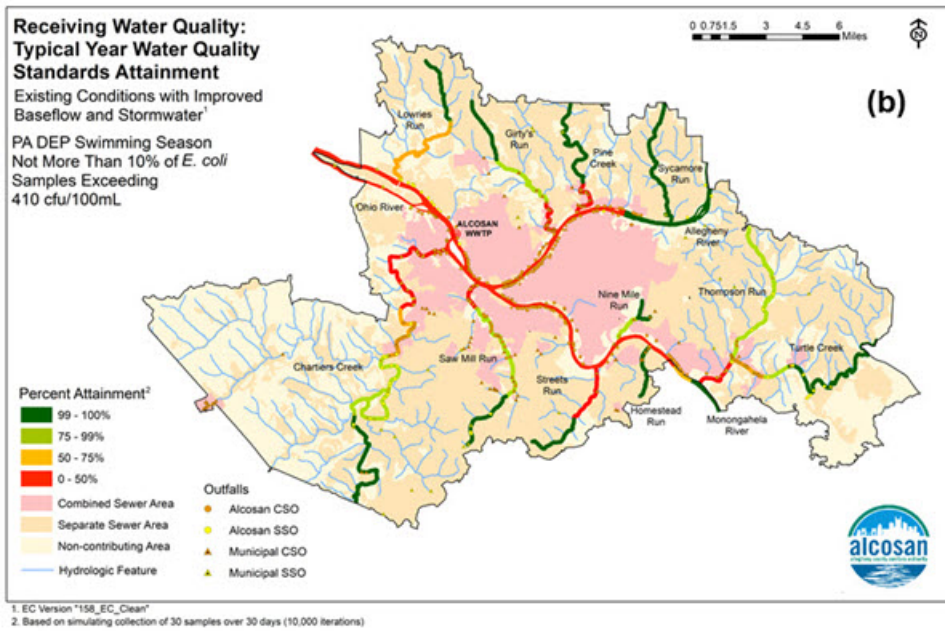 Receiving Water Quality:
Typical Year Water Quality
Standards Attainment
Existing Conditions with Improved
Baseflow and Stormwater¹
PA DEP Swimming Season
Not More Than 10% of E. coli
Samples Exceeding
410 cfu/100mL
0 0.75 1.5 3 4.5 6
Miles
N
(b)
Lowries
Run
Girty's
Run
Pine
Creek
Sycamore
Run
Ohio River
ALCOSAN
WWTP
Allegheny
River
Nine Mile
Run
Thompson Run
Chartiers Creek
Saw Mill Run
Turtle Creek
Streets
Run
Homestead
Run
Monongahela
River
Percent Attainment²
99 - 100%
75 - 99%
50 - 75%
0 - 50%
Combined Sewer Area
Separate Sewer Area
Non-contributing Area
Hydrologic Feature
Outfalls
Alcosan CSO
Alcosan SSO
Municipal CSO
Municipal SSO
alcosan
allegheny county sanitary authority
1. EC Version "158_EC_Clean"
2. Based on simulating collection of 30 samples over 30 days (10,000 iterations)